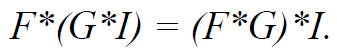 F*(G*I) = (F*G)*I.